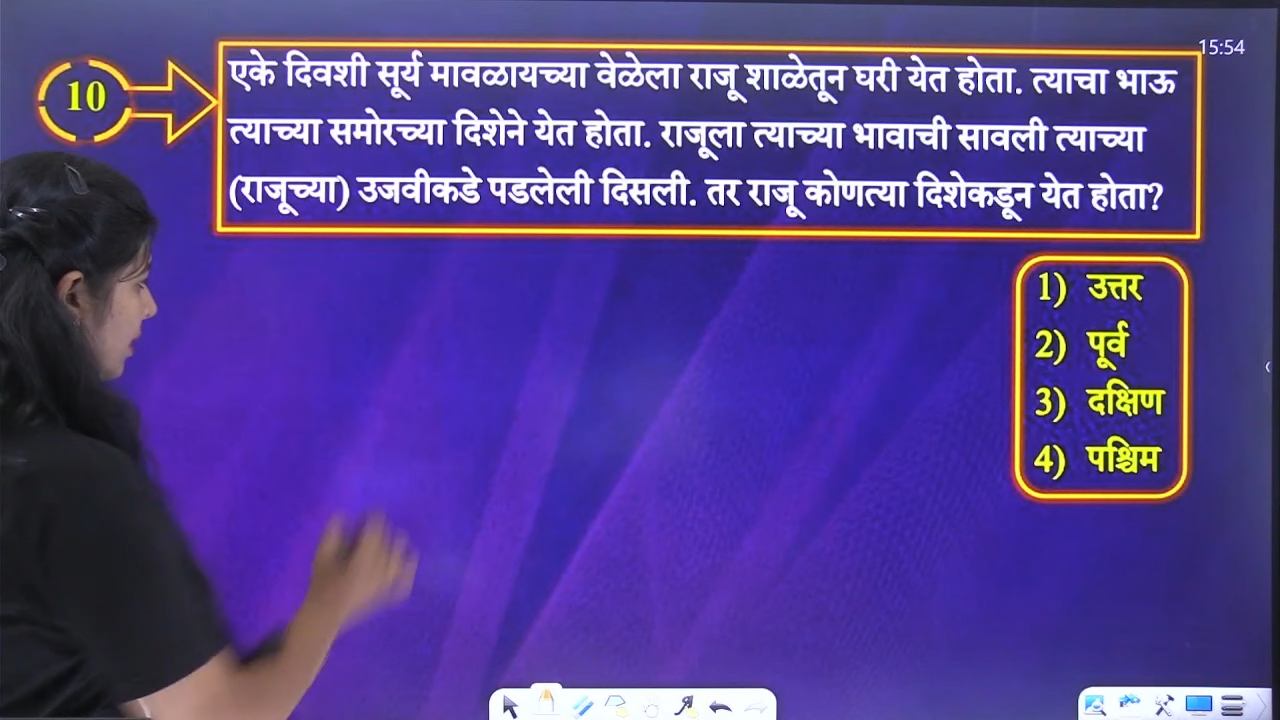 15:54
10
एके दिवशी सूर्य मावळायच्या वेळेला राजू शाळेतून घरी येत होता. त्याचा भाऊ
त्याच्या समोरच्या दिशेने येत होता. राजूला त्याच्या भावाची सावली त्याच्या
(राजूच्या) उजवीकडे पडलेली दिसली. तर राजू कोणत्या दिशेकडून येत होता?
1) उत्तर
2) पूर्व
3) दक्षिण
4) पश्चिम